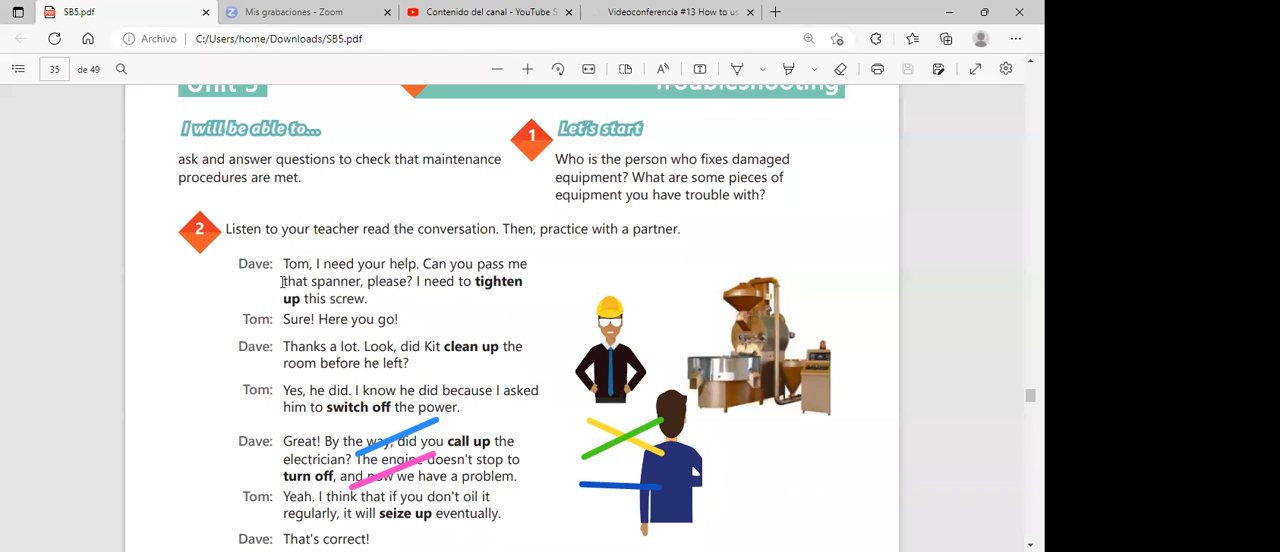 SB5.pdf
Mis grabaciones - Zoom
Contenido del canal - YouTube S
Videoconferencia #13 How to us
Archivo
C:/Users/home/Downloads/SB5.pdf
35
de 49
Unit 5
Troubleshooting
I will be able to...
ask and answer questions to check that maintenance
procedures are met.
1
Let's start
Who is the person who fixes damaged
equipment? What are some pieces of
equipment you have trouble with?
2
Listen to your teacher read the conversation. Then, practice with a partner.
Dave: Tom, I need your help. Can you pass me
that spanner, please? I need to tighten
up this screw.
Tom: Sure! Here you go!
Dave: Thanks a lot. Look, did Kit clean up the
room before he left?
Tom: Yes, he did. I know he did because I asked
him to switch off the power.
Dave: Great! By the way, did you call up the
electrician? The engine doesn't stop to
turn off, and now we have a problem.
Tom: Yeah. I think that if you don't oil it
regularly, it will seize up eventually.
Dave: That's correct!